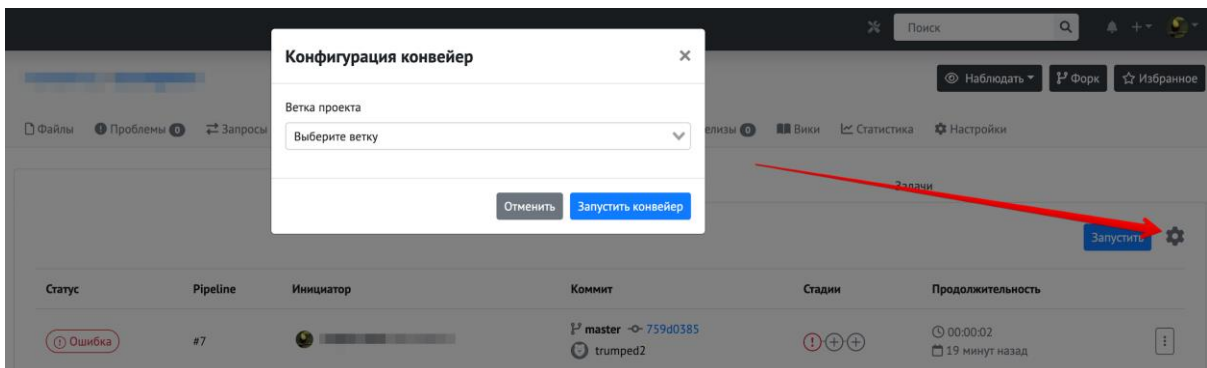 Поиск
Конфигурация конвейер
Наблюдать
Форк
Избранное
Ветка проекта
Выберите ветку
Файлы
Проблемы 0
Запросы
елизы 0
Вики
Статистика
Настройки
Задачи
Отменить
Запустить конвейер
Запустить
Статус Pipeline Инициатор Коммит Стадии Продолжительность
Ошибка #7 master 759d0385 00:00:02
trumped2 19 минут назад